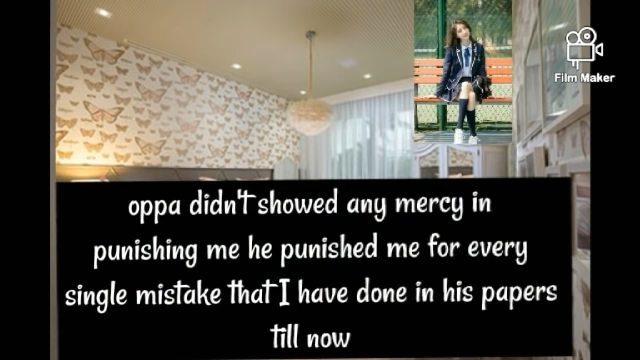 Film Maker
oppa didn't showed any mercy in
punishing me he punished me for every
single mistake that I have done in his papers
till now